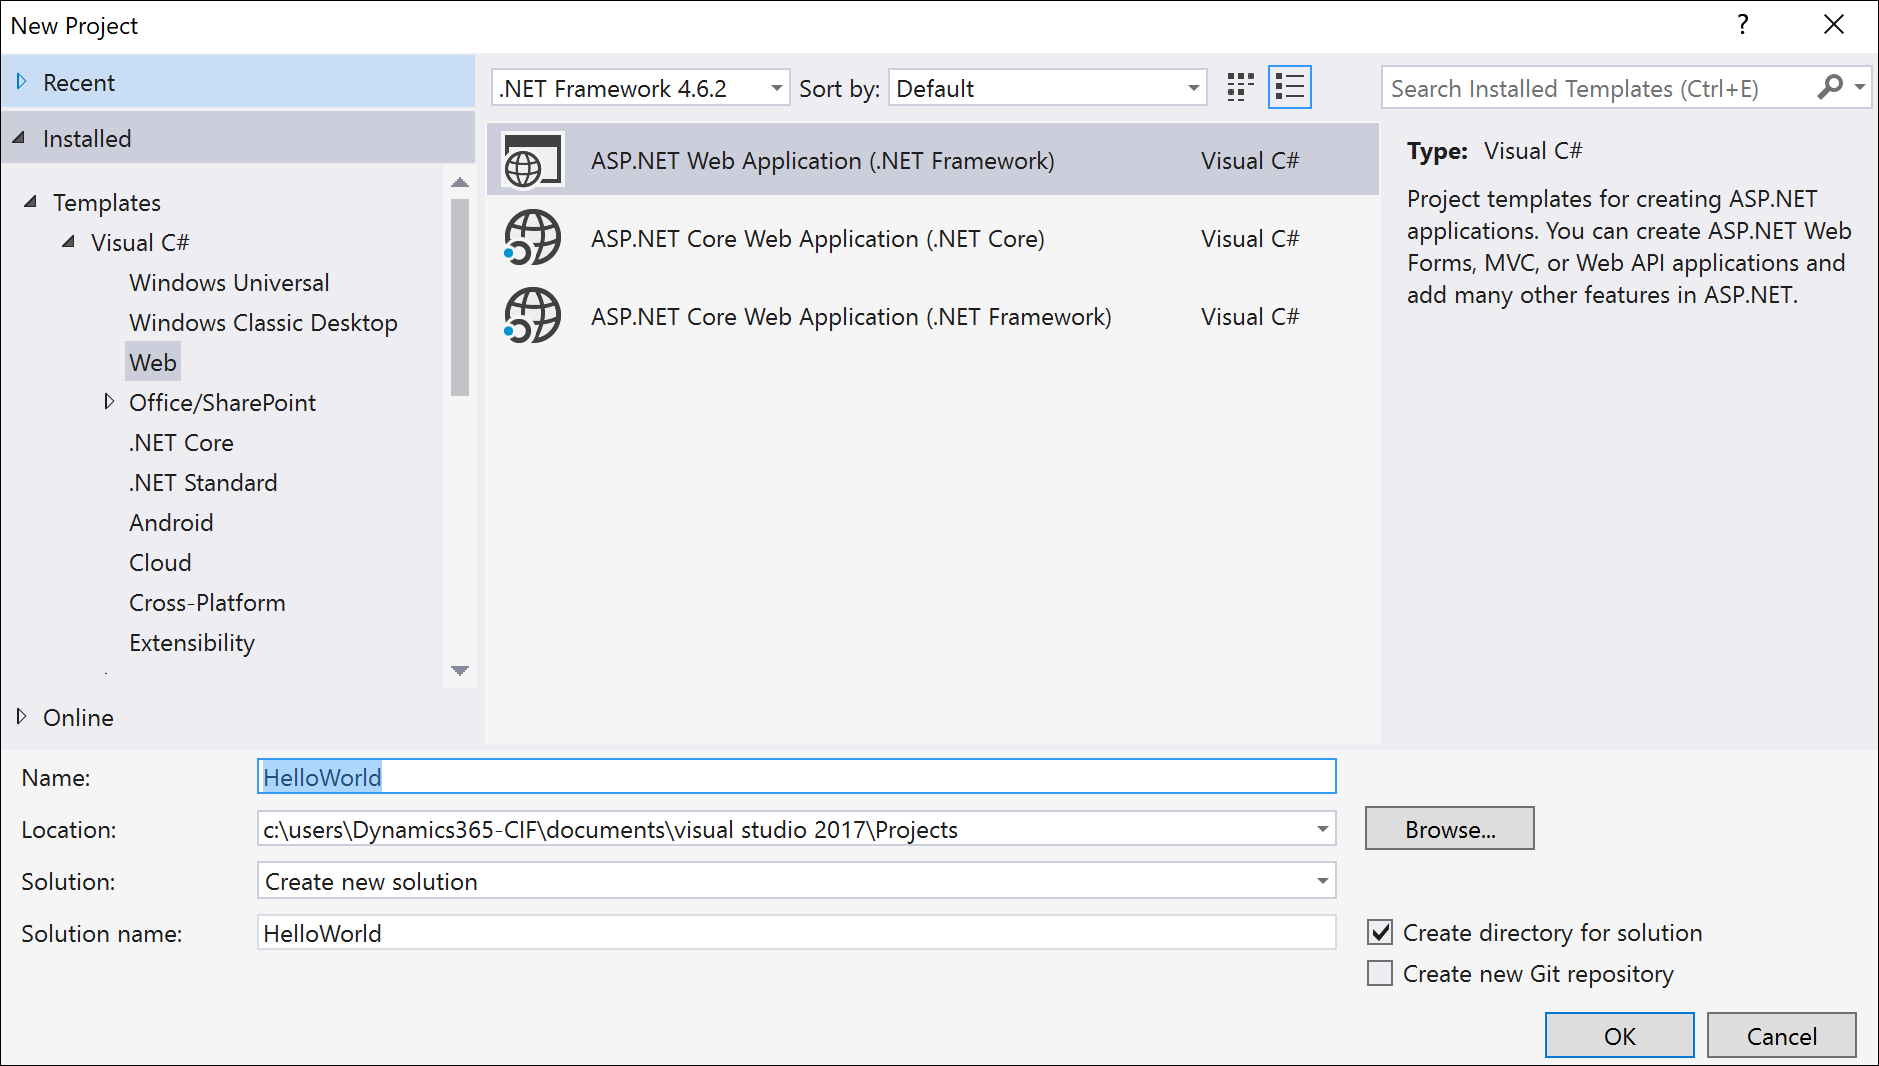 New Project
?
Recent
Installed
Templates
Visual C#
Windows Universal
Windows Classic Desktop
Web
Office/SharePoint
.NET Core
.NET Standard
Android
Cloud
Cross-Platform
Extensibility
Online
.NET Framework 4.6.2
Sort by:
Default
ASP.NET Web Application (.NET Framework) Visual C#
ASP.NET Core Web Application (.NET Core) Visual C#
ASP.NET Core Web Application (.NET Framework) Visual C#
Search Installed Templates (Ctrl+E)
Type: Visual C#
Project templates for creating ASP.NET
applications. You can create ASP.NET Web
Forms, MVC, or Web API applications and
add many other features in ASP.NET.
Name: HelloWorld
Location: c:\users\Dynamics365-CIF\documents\visual studio 2017\Projects
Browse...
Solution: Create new solution
Solution name: HelloWorld
Create directory for solution
Create new Git repository
OK
Cancel